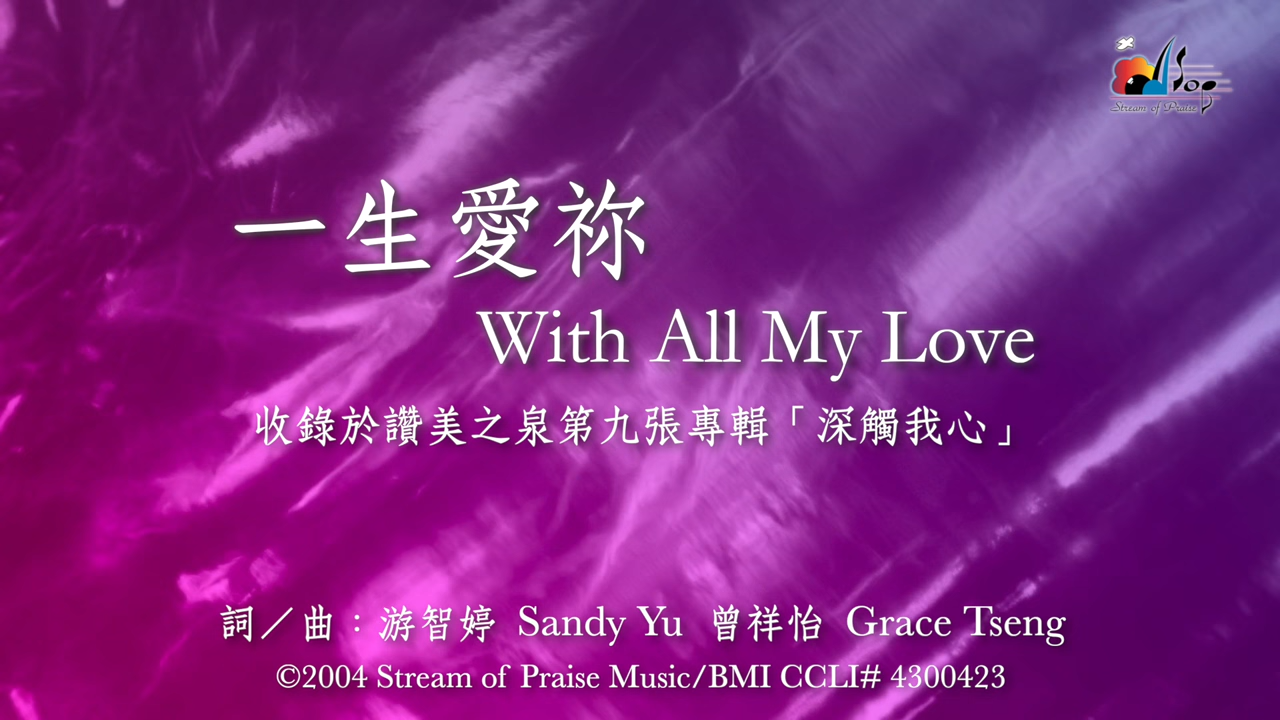 SOP
Stream of Praise
一生愛祢
With All My Love
收錄於讚美之泉第九張專輯「深觸我心」
詞／曲：游智婷 Sandy Yu 曾祥怡 Grace Tseng
©2004 Stream of Praise Music/BMI CCLI# 4300423